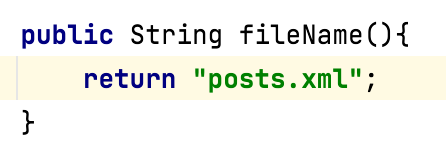 public String fileName(){
    return "posts.xml";
}